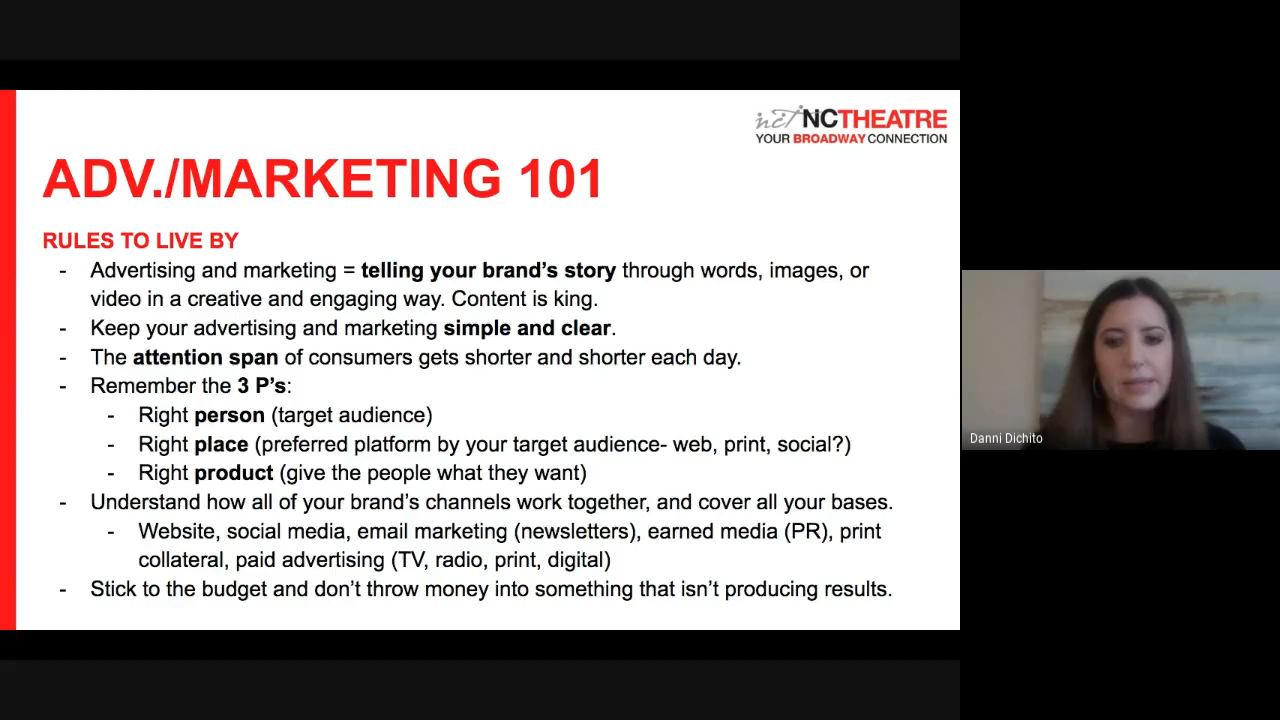 nct NCTHEATRE
YOUR BROADWAY CONNECTION
ADV./MARKETING 101
RULES TO LIVE BY
- Advertising and marketing = telling your brand’s story through words, images, or
video in a creative and engaging way. Content is king.
- Keep your advertising and marketing simple and clear.
- The attention span of consumers gets shorter and shorter each day.
- Remember the 3 P’s:
- Right person (target audience)
- Right place (preferred platform by your target audience- web, print, social?)
- Right product (give the people what they want)
- Understand how all of your brand’s channels work together, and cover all your bases.
- Website, social media, email marketing (newsletters), earned media (PR), print
collateral, paid advertising (TV, radio, print, digital)
- Stick to the budget and don’t throw money into something that isn’t producing results.
Danni Dichito